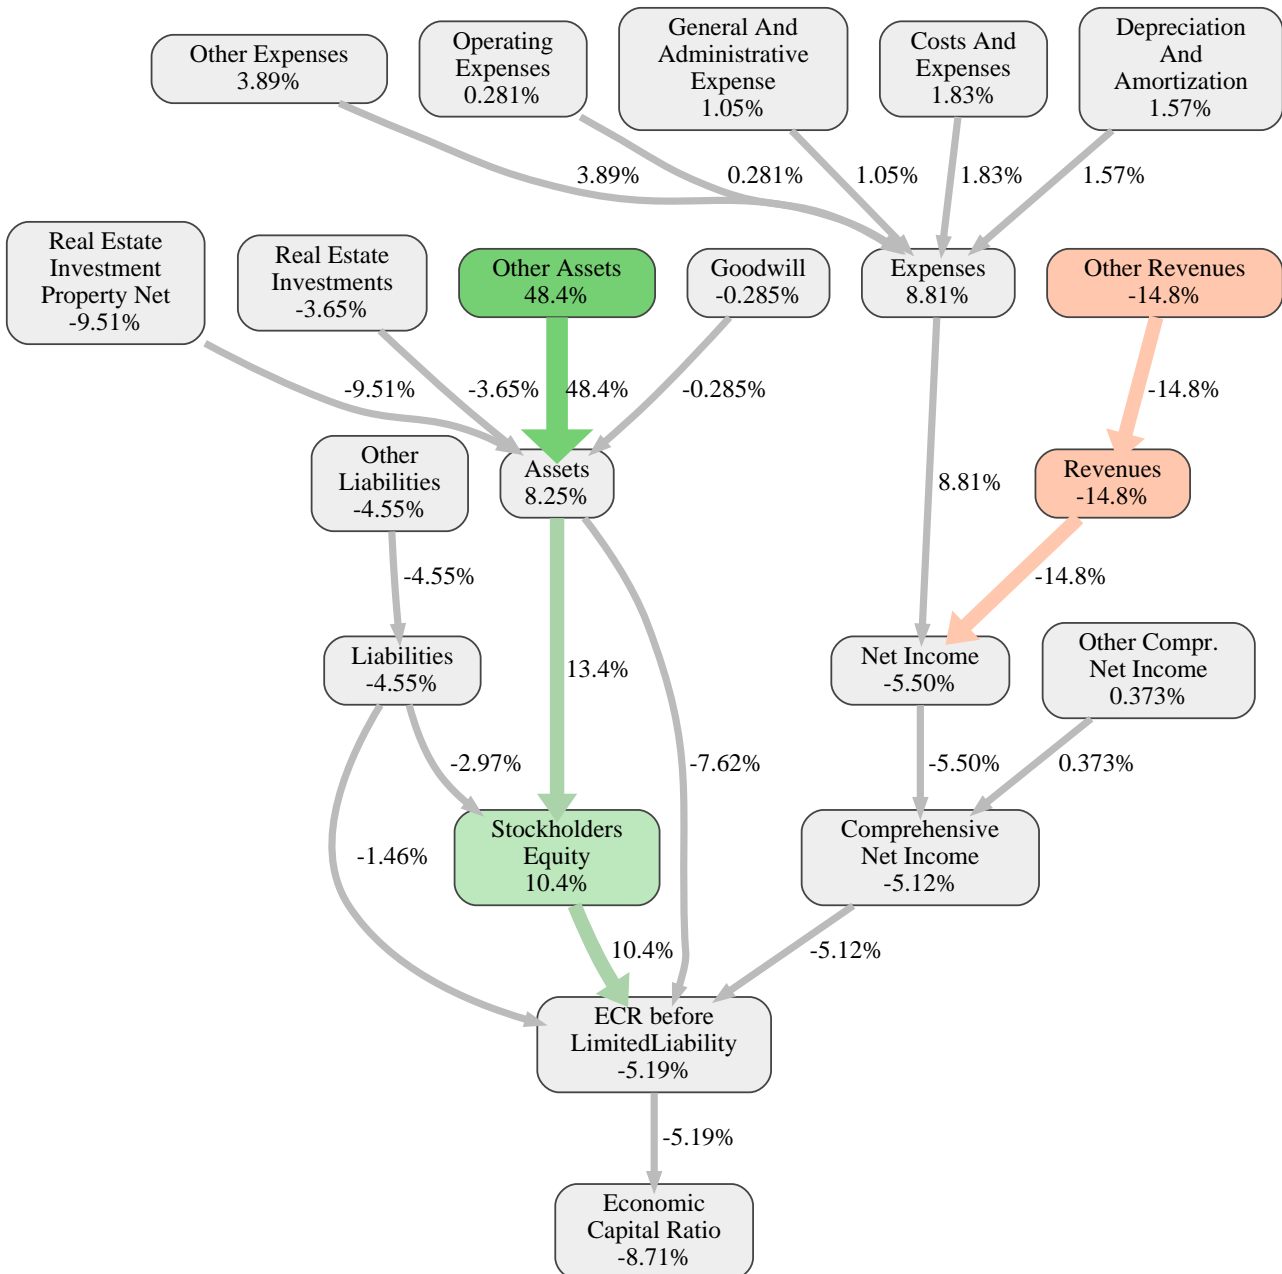 Other Expenses
3.89%
Operating
Expenses
0.281%
General And
Administrative
Expense
1.05%
Costs And
Expenses
1.83%
Depreciation
And
Amortization
1.57%
3.89%
0.281%
1.05%
1.83%
1.57%
Real Estate
Investment
Property Net
-9.51%
Real Estate
Investments
-3.65%
Other Assets
48.4%
Goodwill
-0.285%
Expenses
8.81%
Other Revenues
-14.8%
-9.51%
-3.65%
48.4%
-0.285%
-14.8%
Other
Liabilities
-4.55%
Assets
8.25%
8.81%
Revenues
-14.8%
-4.55%
-14.8%
Liabilities
-4.55%
13.4%
Net Income
-5.50%
Other Compr.
Net Income
0.373%
-2.97%
-7.62%
-5.50%
0.373%
-1.46%
Stockholders
Equity
10.4%
Comprehensive
Net Income
-5.12%
10.4%
-5.12%
ECR before
LimitedLiability
-5.19%
-5.19%
Economic
Capital Ratio
-8.71%